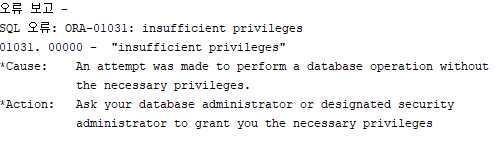 오류 보고 -
SQL 오류: ORA-01031: insufficient privileges
01031. 00000 -  "insufficient privileges"
*Cause:    An attempt was made to perform a database operation without
           the necessary privileges.
*Action:   Ask your database administrator or designated security
           administrator to grant you the necessary privileges